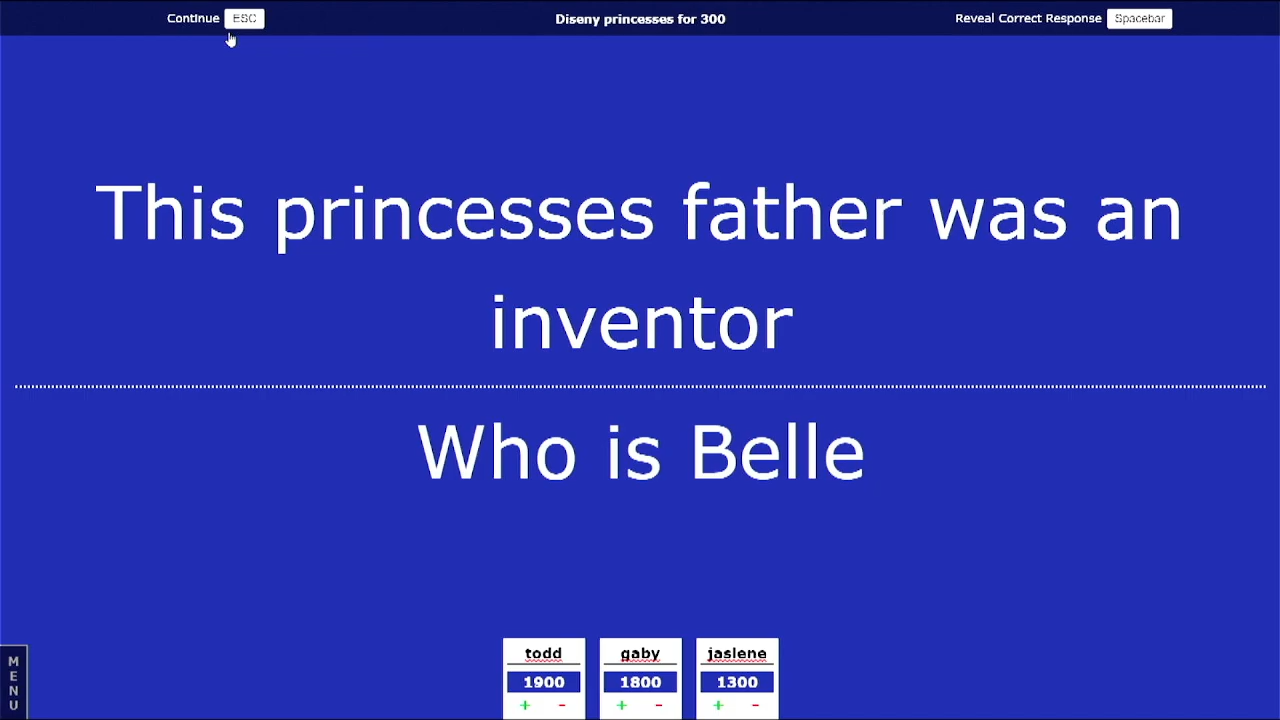 Continue ESC Diseny princesses for 300 Reveal Correct Response Spacebar
This princesses father was an
inventor
Who is Belle
MENU
todd gaby jaslene
1900 1800 1300
+ - + - + -